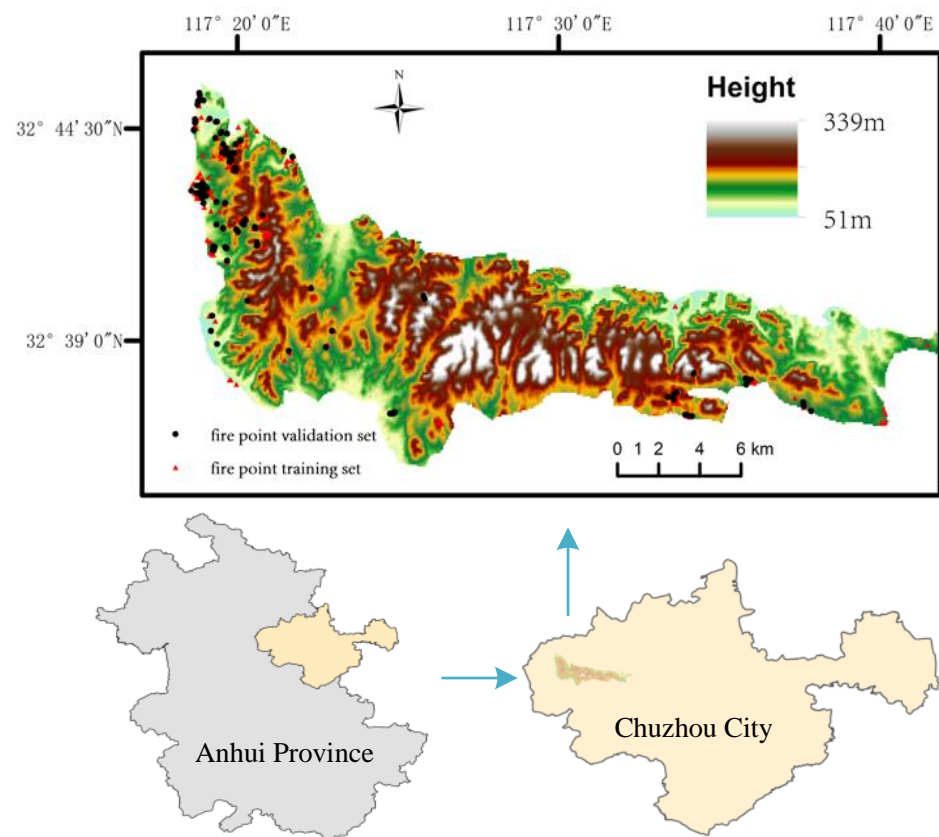 117° 20′0″E 117° 30′0″E 117° 40′0″E
N
Height
339m
32° 44′30″N
51m
32° 39′0″N
fire point validation set
0 1 2 4 6 km
fire point training set
Anhui Province
Chuzhou City